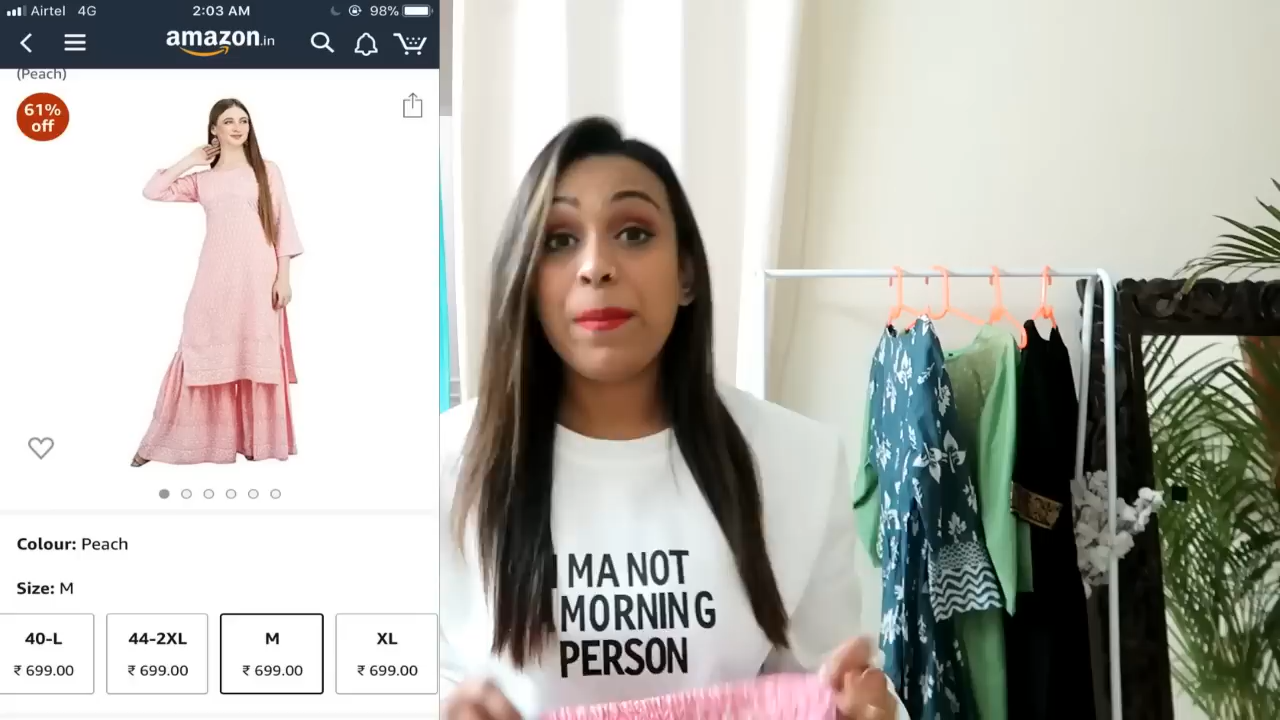 Airtel 4G 2:03 AM 98%
amazon.in
(Peach)
61%
off
Colour: Peach
Size: M
40-L 44-2XL M XL
₹ 699.00 ₹ 699.00 ₹ 699.00 ₹ 699.00
I MA NOT
MORNING
PERSON